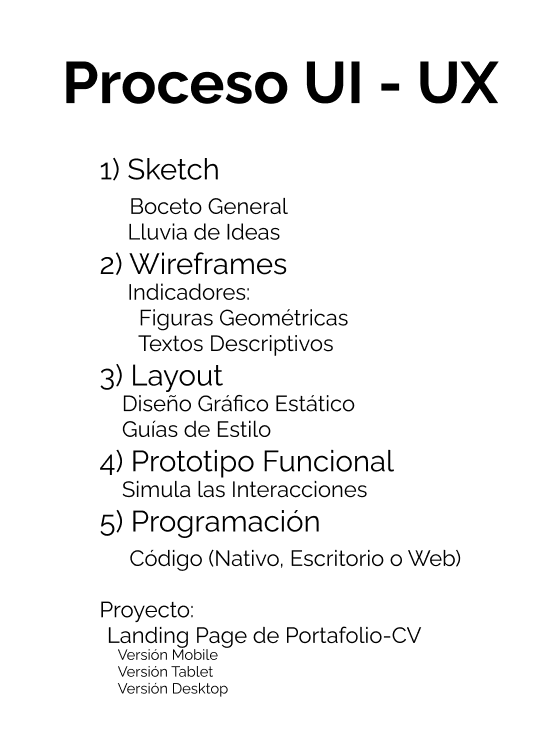 Proceso UI - UX
1) Sketch
Boceto General
Lluvia de Ideas
2) Wireframes
Indicadores:
Figuras Geométricas
Textos Descriptivos
3) Layout
Diseño Gráfico Estático
Guías de Estilo
4) Prototipo Funcional
Simula las Interacciones
5) Programación
Código (Nativo, Escritorio o Web)
Proyecto:
Landing Page de Portafolio-CV
Versión Mobile
Versión Tablet
Versión Desktop